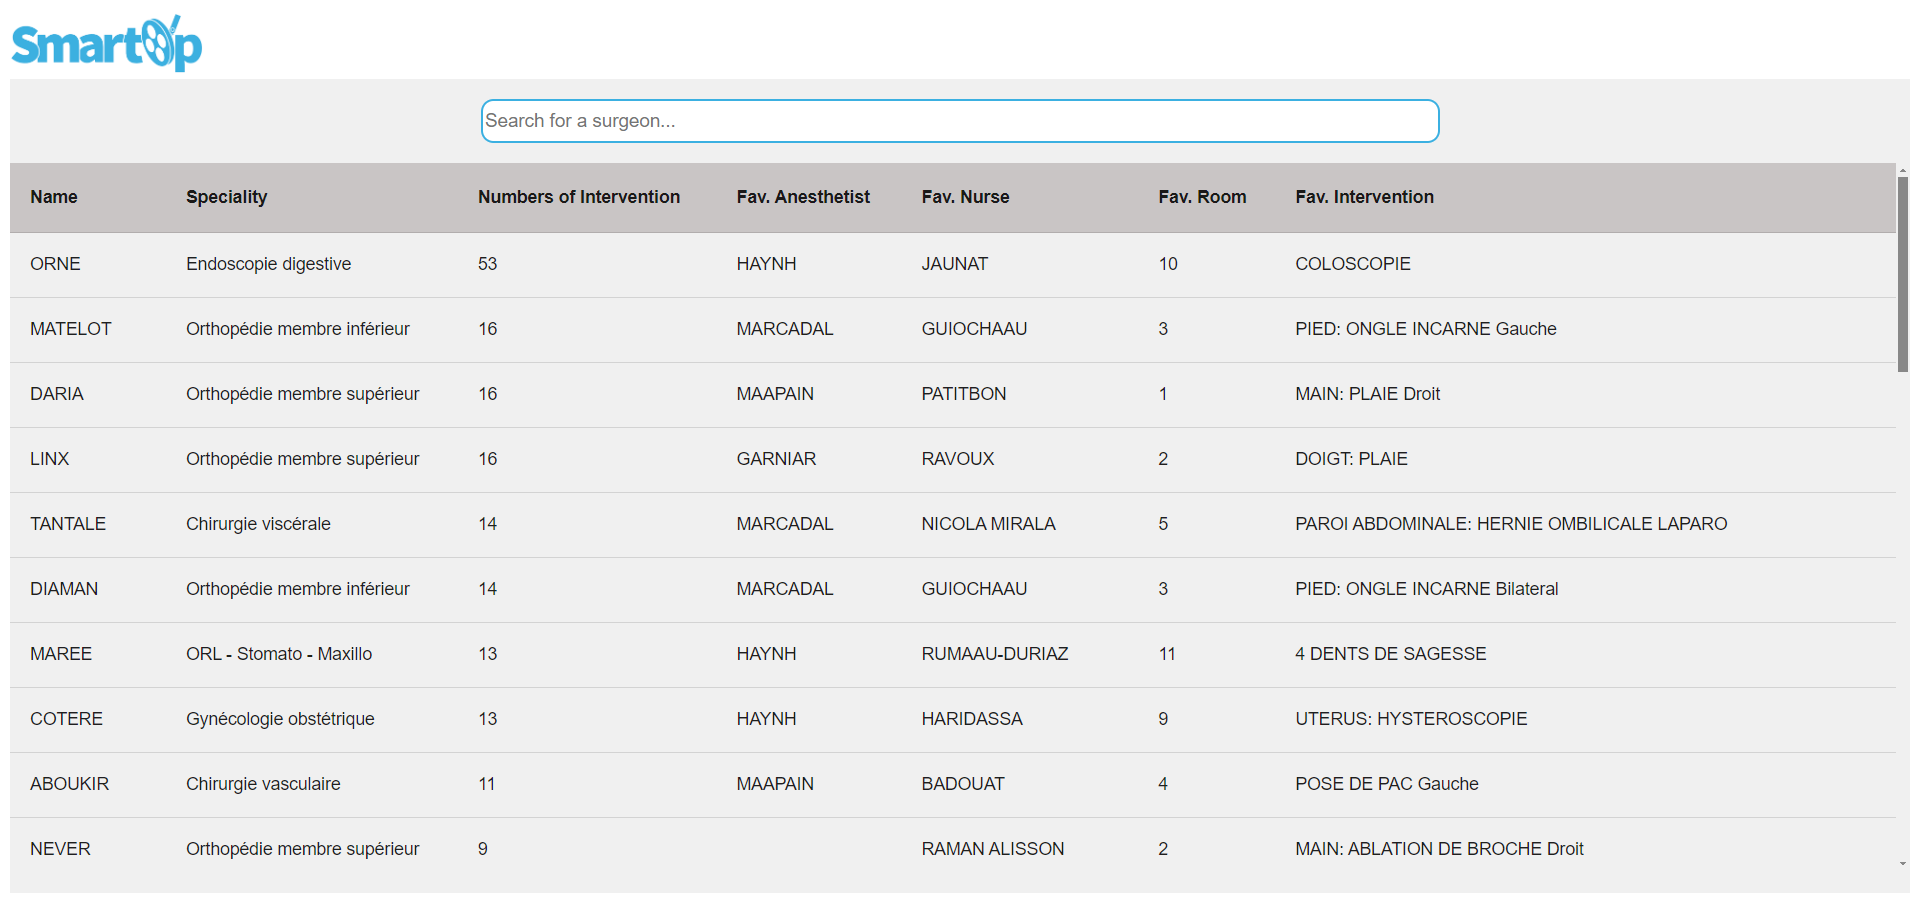 SmartOp
Search for a surgeon...
Name Speciality Numbers of Intervention Fav. Anesthetist Fav. Nurse Fav. Room Fav. Intervention
ORNE Endoscopie digestive 53 HAYNH JAUNAT 10 COLOSCOPIE
MATELOT Orthopédie membre inférieur 16 MARCADAL GUIOCHAAU 3 PIED: ONGLE INCARNE Gauche
DARIA Orthopédie membre supérieur 16 MAAPAIN PATITBON 1 MAIN: PLAIE Droit
LINX Orthopédie membre supérieur 16 GARNIAR RAVOUX 2 DOIGT: PLAIE
TANTALE Chirurgie viscérale 14 MARCADAL NICOLA MIRALA 5 PAROI ABDOMINALE: HERNIE OMBILICALE LAPARO
DIAMAN Orthopédie membre inférieur 14 MARCADAL GUIOCHAAU 3 PIED: ONGLE INCARNE Bilateral
MAREE ORL - Stomato - Maxillo 13 HAYNH RUMAAU-DURIAZ 11 4 DENTS DE SAGESSE
COTERE Gynécologie obstétrique 13 HAYNH HARIDASSA 9 UTERUS: HYSTEROSCOPIE
ABOUKIR Chirurgie vasculaire 11 MAAPAIN BADOUAT 4 POSE DE PAC Gauche
NEVER Orthopédie membre supérieur 9 RAMAN ALISSON 2 MAIN: ABLATION DE BROCHE Droit